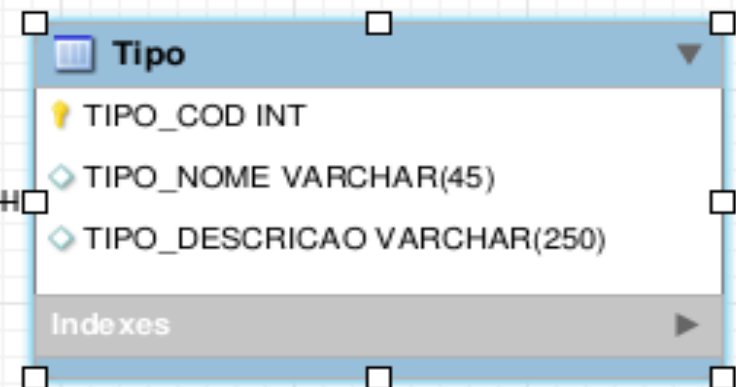 Tipo
TIPO_COD INT
TIPO_NOME VARCHAR(45)
TIPO_DESCRICAO VARCHAR(250)
Indexes